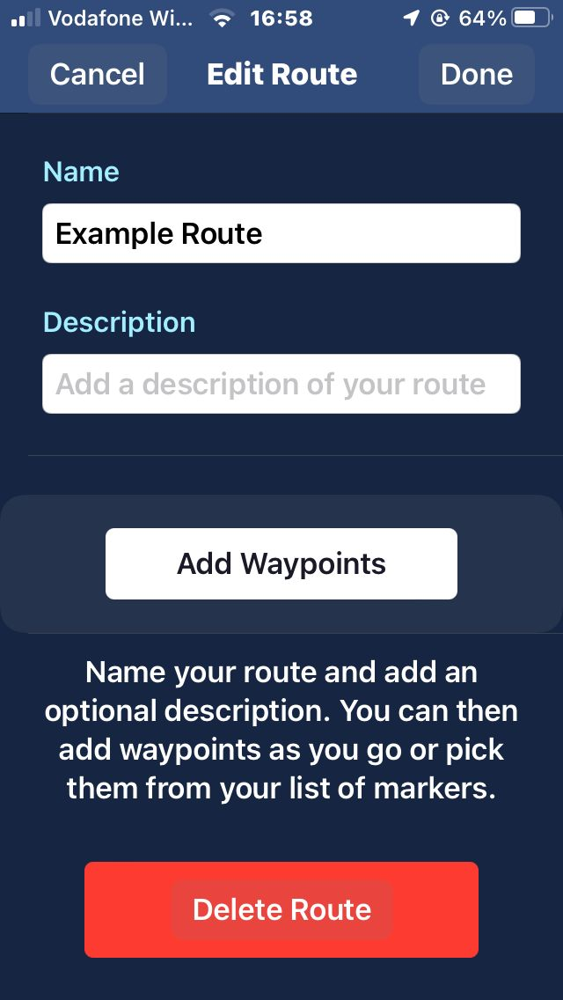 Vodafone Wi... 16:58 64%
Cancel Edit Route Done
Name
Example Route
Description
Add a description of your route
Add Waypoints
Name your route and add an
optional description. You can then
add waypoints as you go or pick
them from your list of markers.
Delete Route